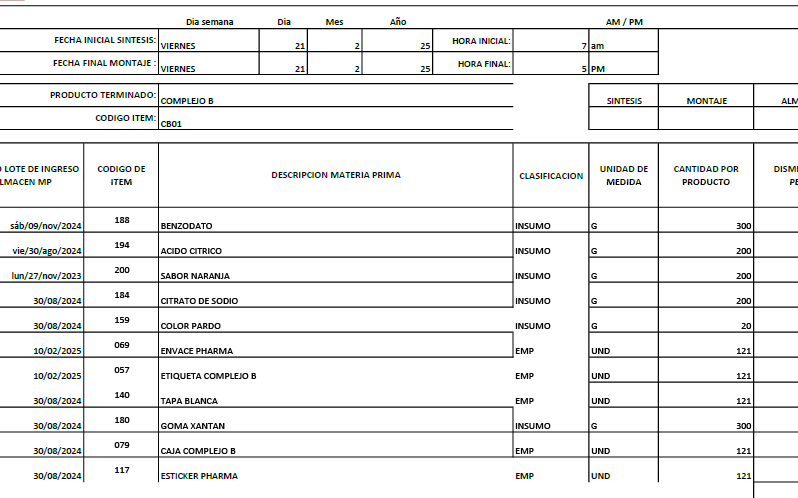 Dia semana Dia Mes Año AM / PM
FECHA INICIAL SINTESIS: VIERNES 21 2 25 HORA INICIAL: 7 am
FECHA FINAL MONTAJE : VIERNES 21 2 25 HORA FINAL: 5 PM
PRODUCTO TERMINADO: COMPLEJO B SINTESIS MONTAJE ALM
CODIGO ITEM: CB01
O LOTE DE INGRESO CODIGO DE DESCRIPCION MATERIA PRIMA CLASIFICACION UNIDAD DE CANTIDAD POR DISM
LMACEN MP ITEM MEDIDA PRODUCTO PE
sáb/09/nov/2024 188 BENZODATO INSUMO G 300
vie/30/ago/2024 194 ACIDO CITRICO INSUMO G 200
lun/27/nov/2023 200 SABOR NARANJA INSUMO G 200
30/08/2024 184 CITRATO DE SODIO INSUMO G 200
30/08/2024 159 COLOR PARDO INSUMO G 20
10/02/2025 069 ENVACE PHARMA EMP UND 121
10/02/2025 057 ETIQUETA COMPLEJO B EMP UND 121
30/08/2024 140 TAPA BLANCA EMP UND 121
30/08/2024 180 GOMA XANTAN INSUMO G 300
30/08/2024 079 CAJA COMPLEJO B EMP UND 121
30/08/2024 117 ESTICKER PHARMA EMP UND 121